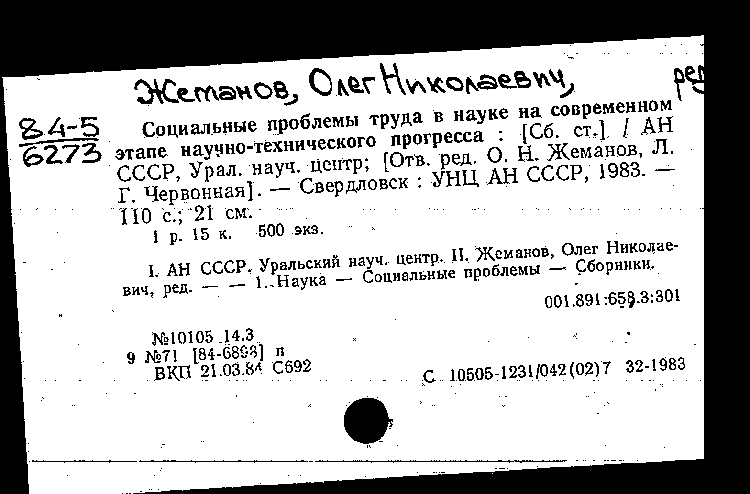 Жеманов, Олег Николаевич, ред
84-5
6273
Социальные проблемы труда в науке на современном
этапе научно-технического прогресса : [Сб. ст.] / АН
СССР, Урал. науч. центр; [Отв. ред. О. Н. Жеманов, Л.
Г. Червонная]. — Свердловск : УНЦ АН СССР, 1983. —
110 с.; 21 см.
1 р. 15 к. 500 экз.
I. АН СССР. Уральский науч. центр. II. Жеманов, Олег Николае-
вич, ред. — — 1. Наука — Социальные проблемы — Сборники.
001.891:658.3:301
№10105 14.3
9 №71 [84-6893] п
ВКП 21.03.84 С692
С 10505-1231/042(02)7 32-1983